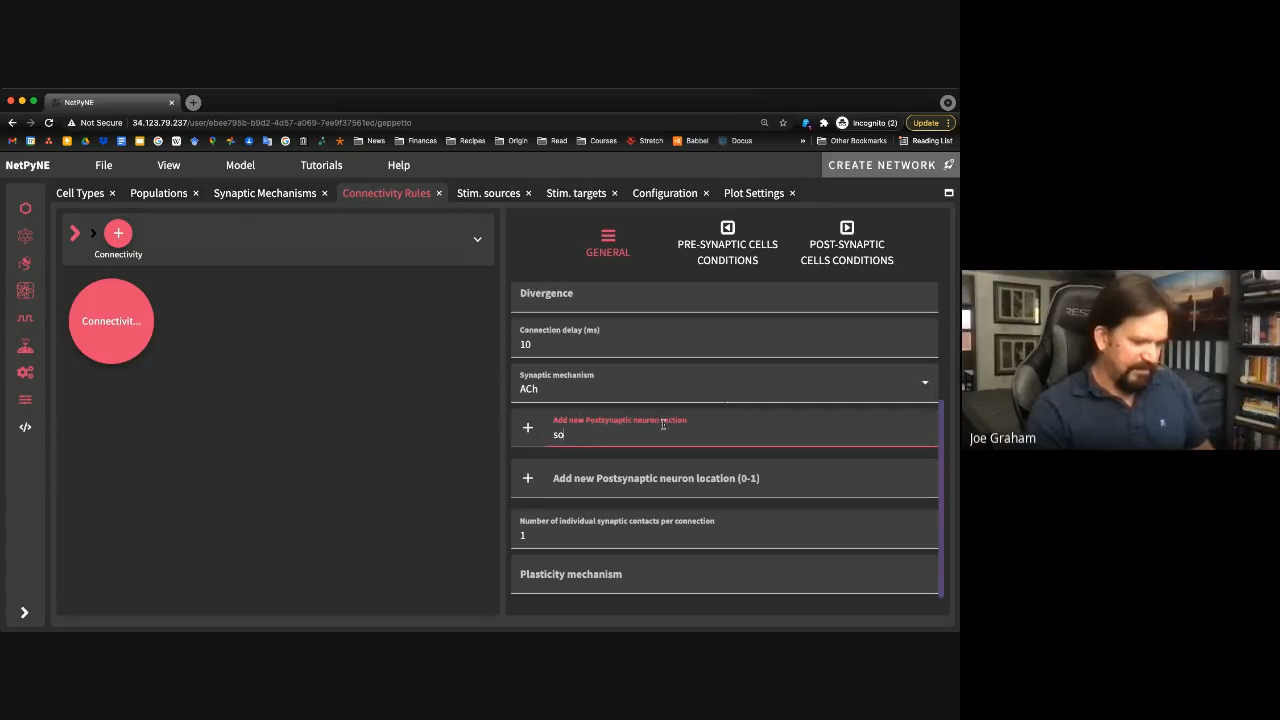 NetPyNE
Not Secure 34.123.79.237/user/ebee795b-b9d2-4d57-a069-7ee9f37561ed/geppetto
Incognito (2)
Update
News
Finances
Recipes
Origin
Read
Courses
Stretch
Babbel
Docus
»
Other Bookmarks
Reading List
NetPyNE File View Model Tutorials Help
CREATE NETWORK
Cell Types × Populations × Synaptic Mechanisms × Connectivity Rules × Stim. sources × Stim. targets × Configuration × Plot Settings ×
Connectivity
Connectivit...
GENERAL
PRE-SYNAPTIC CELLS
CONDITIONS
POST-SYNAPTIC
CELLS CONDITIONS
Divergence
Connection delay (ms)
10
Synaptic mechanism
ACh
Add new Postsynaptic neuron section
so
Add new Postsynaptic neuron location (0-1)
Number of individual synaptic contacts per connection
1
Plasticity mechanism
Joe Graham